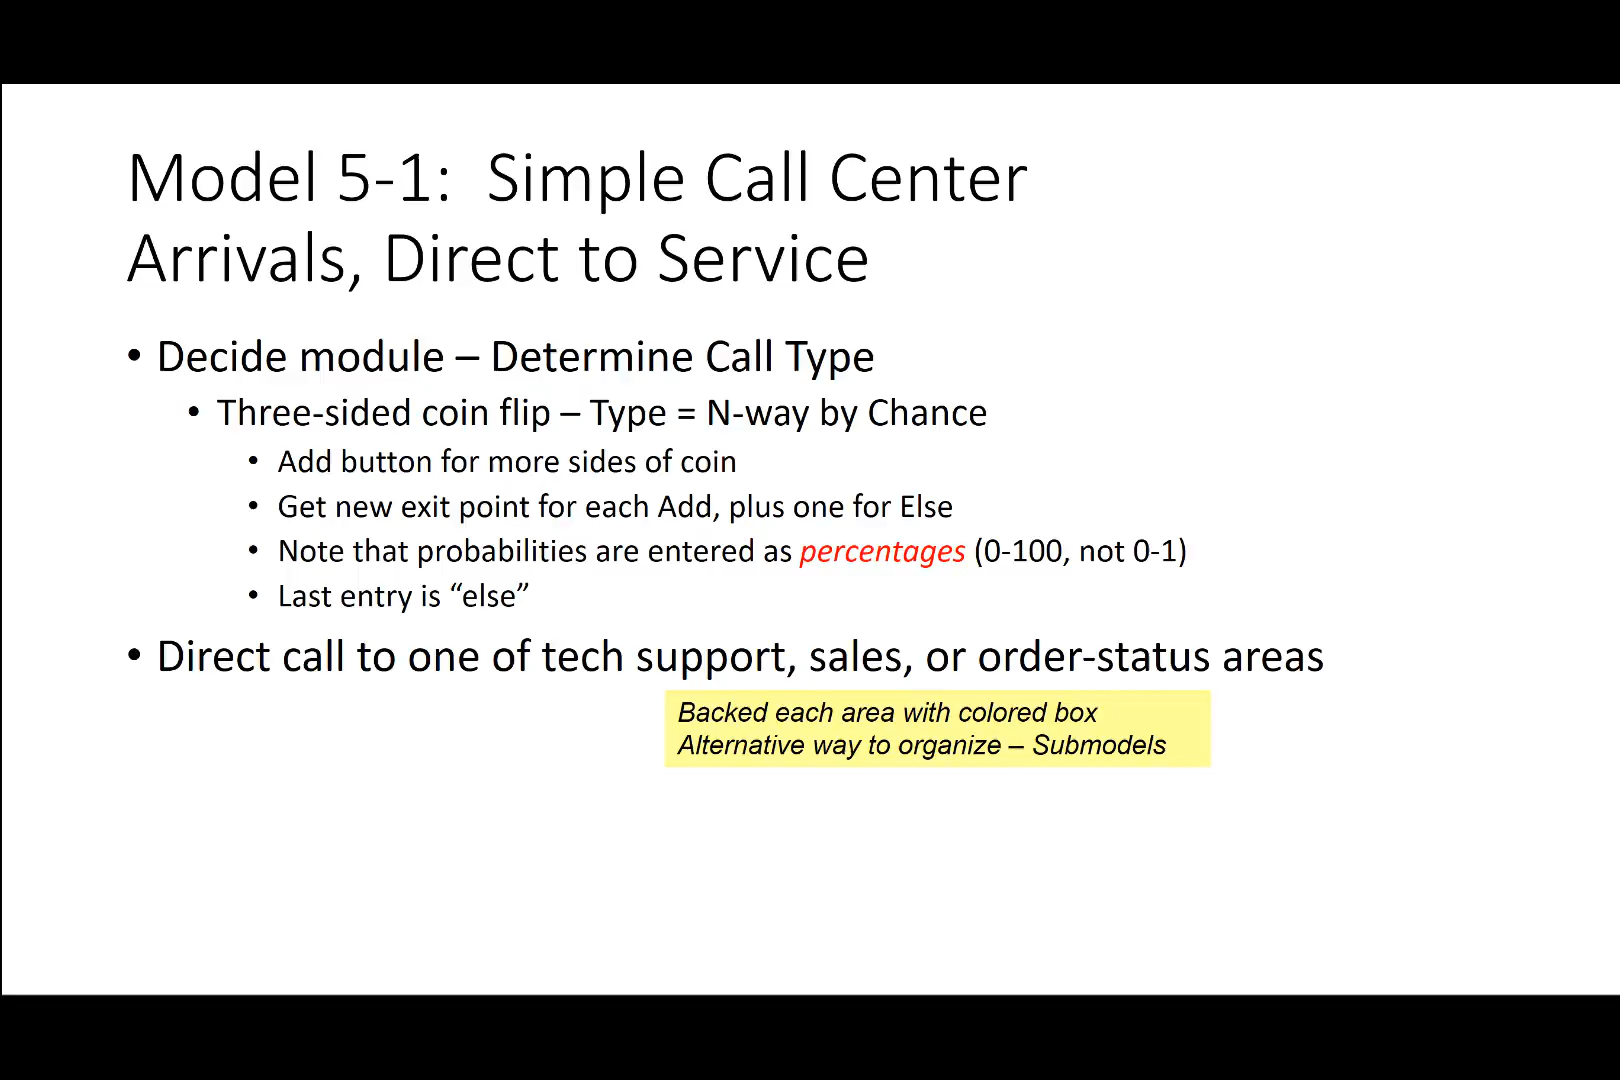 Model 5-1:  Simple Call Center
Arrivals, Direct to Service
• Decide module – Determine Call Type
• Three-sided coin flip – Type = N-way by Chance
• Add button for more sides of coin
• Get new exit point for each Add, plus one for Else
• Note that probabilities are entered as percentages (0-100, not 0-1)
• Last entry is “else”
• Direct call to one of tech support, sales, or order-status areas
Backed each area with colored box
Alternative way to organize – Submodels